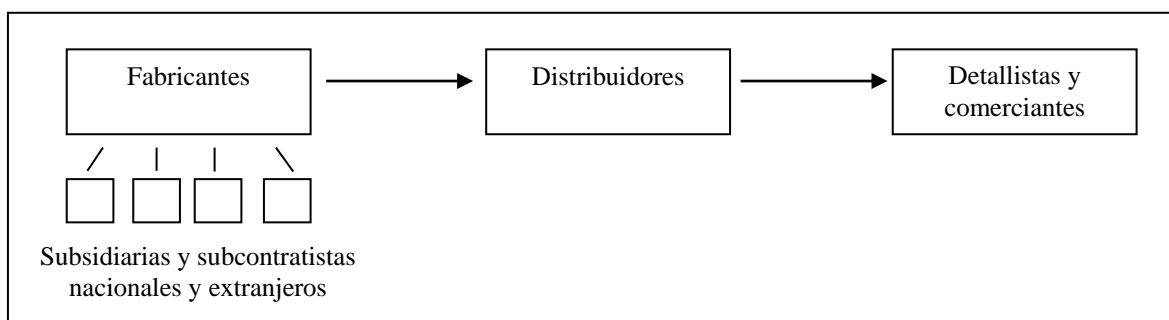 Fabricantes
Distribuidores
Detallistas y
comerciantes
Subsidiarias y subcontratistas
nacionales y extranjeros